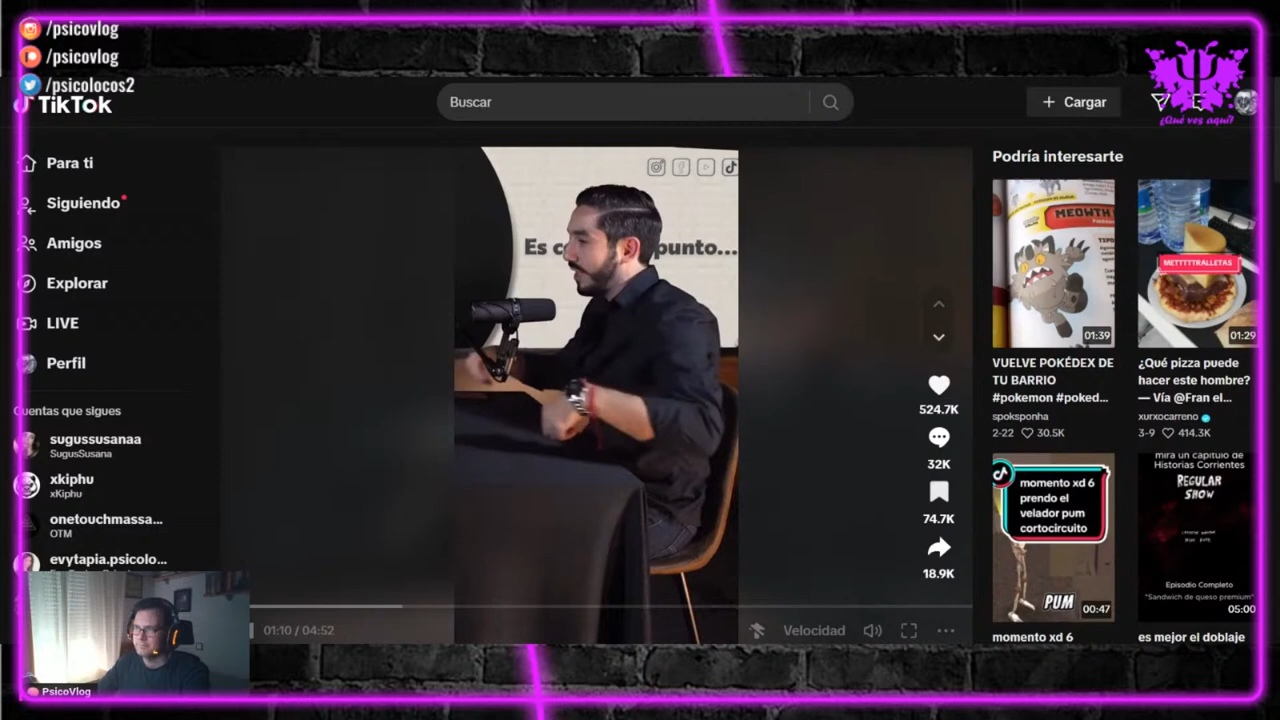 /psicovlog
/psicovlog
/psicolocos2
TikTok
Buscar
Cargar
¿Qué ves aquí?
Para ti
Siguiendo
Amigos
Explorar
LIVE
Perfil
Cuentas que sigues
sugussusanaa
SugusSusana
xkiphu
xKiphu
onetouchmassa...
OTM
evytapia.psicolo...
PsicoVlog
Es punto...
01:10 / 04:52
Velocidad
524.7K
32K
74.7K
18.9K
Podría interesarte
MEOWTH
01:39
VUELVE POKÉDEX DE
TU BARRIO
#pokemon #poked...
spoksponha
2-22 30.5K
METTTTTRALLETAS
01:29
¿Qué pizza puede
hacer este hombre?
— Vía @Fran el...
xurxocarreno
3-9 414.3K
momento xd 6
prendo el
velador pum
cortocircuito
PUM
00:47
momento xd 6
mira un capitulo de
Historias Corrientes
REGULAR
SHOW
Episodio Completo
"Sandwich de queso premium"
05:00
es mejor el doblaje